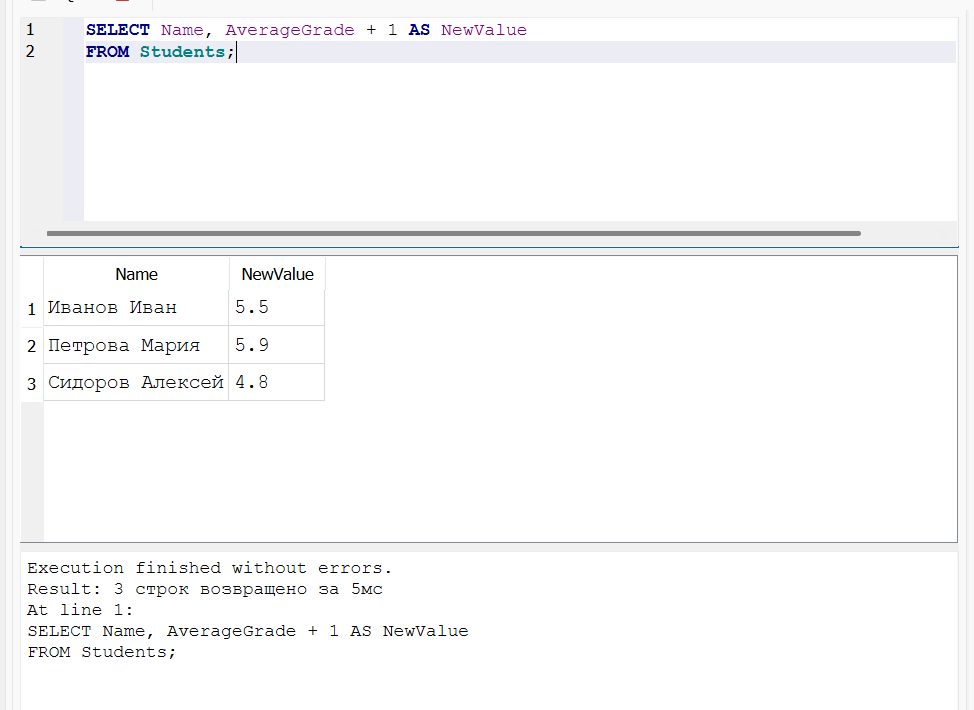 1 SELECT Name, AverageGrade + 1 AS NewValue
2 FROM Students;
Name NewValue
1 Иванов Иван 5.5
2 Петрова Мария 5.9
3 Сидоров Алексей 4.8
Execution finished without errors.
Result: 3 строк возвращено за 5мс
At line 1:
SELECT Name, AverageGrade + 1 AS NewValue
FROM Students;